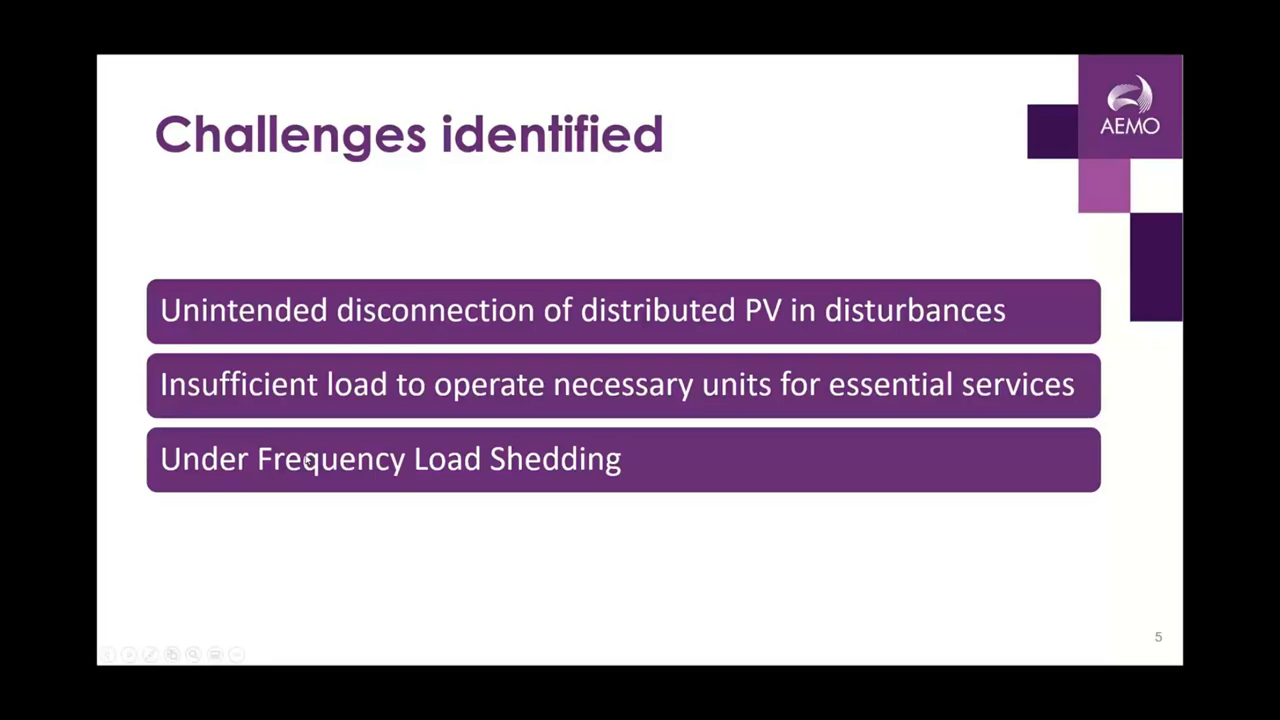 Challenges identified
AEMO
Unintended disconnection of distributed PV in disturbances
Insufficient load to operate necessary units for essential services
Under Frequency Load Shedding
5